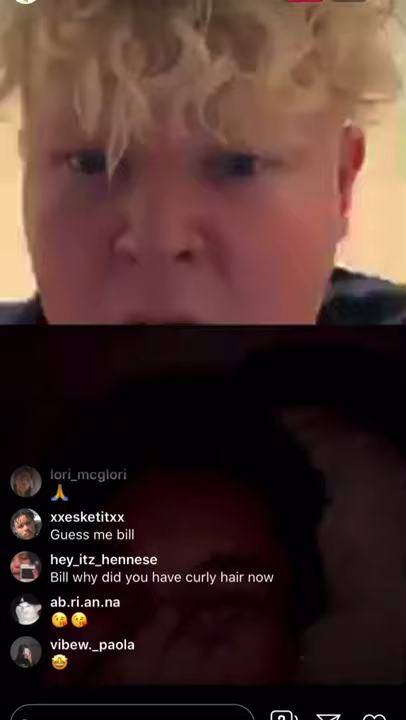 lori_mcglori
🙏
xxesketitxx
Guess me bill
hey_itz_hennese
Bill why did you have curly hair now
ab.ri.an.na
😘😘
vibew._paola
🤩